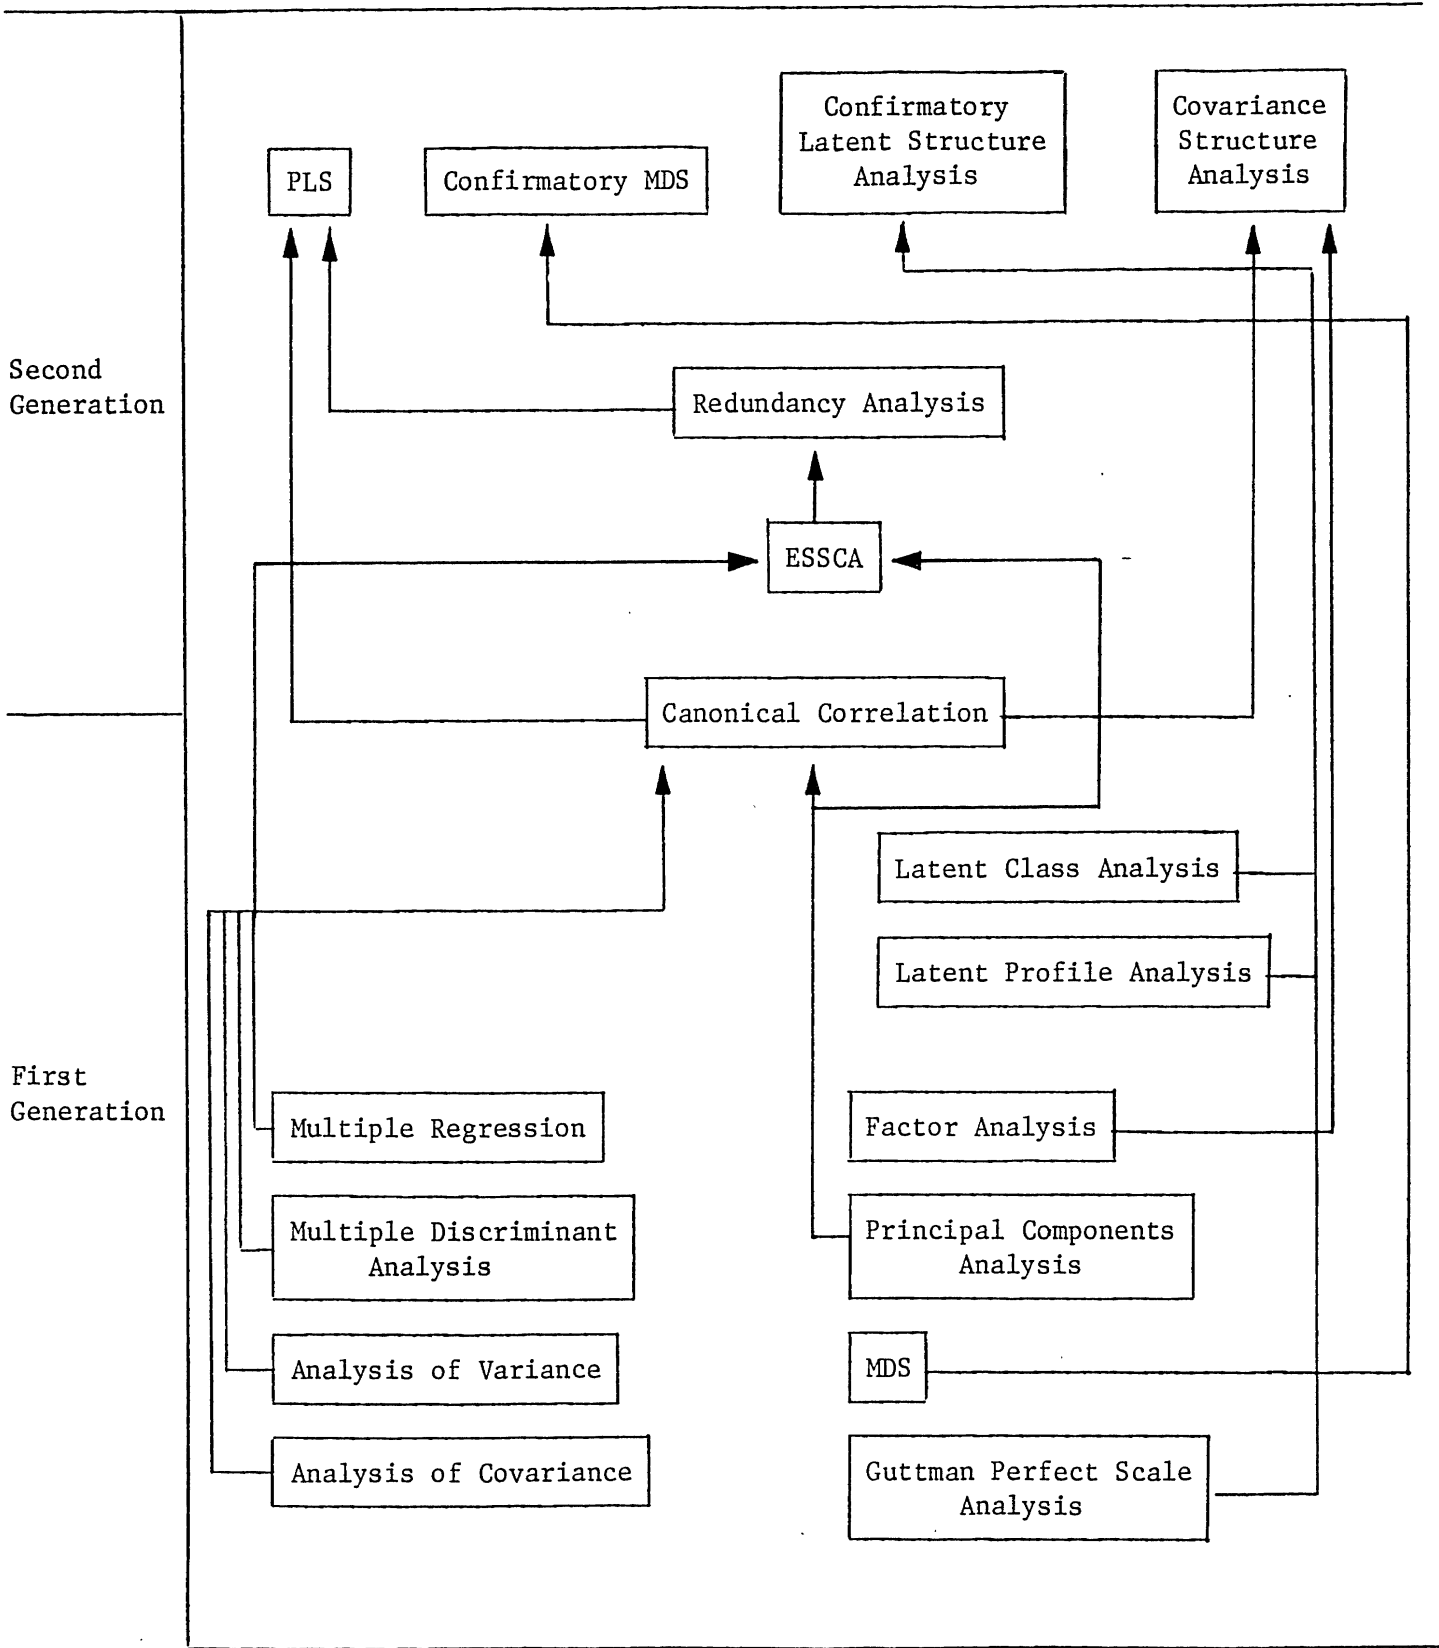 Confirmatory
Latent Structure
Analysis
Covariance
Structure
Analysis
PLS
Confirmatory MDS
Second
Generation
Redundancy Analysis
ESSCA
Canonical Correlation
Latent Class Analysis
Latent Profile Analysis
First
Generation
Multiple Regression
Factor Analysis
Multiple Discriminant
Analysis
Principal Components
Analysis
Analysis of Variance
MDS
Analysis of Covariance
Guttman Perfect Scale
Analysis